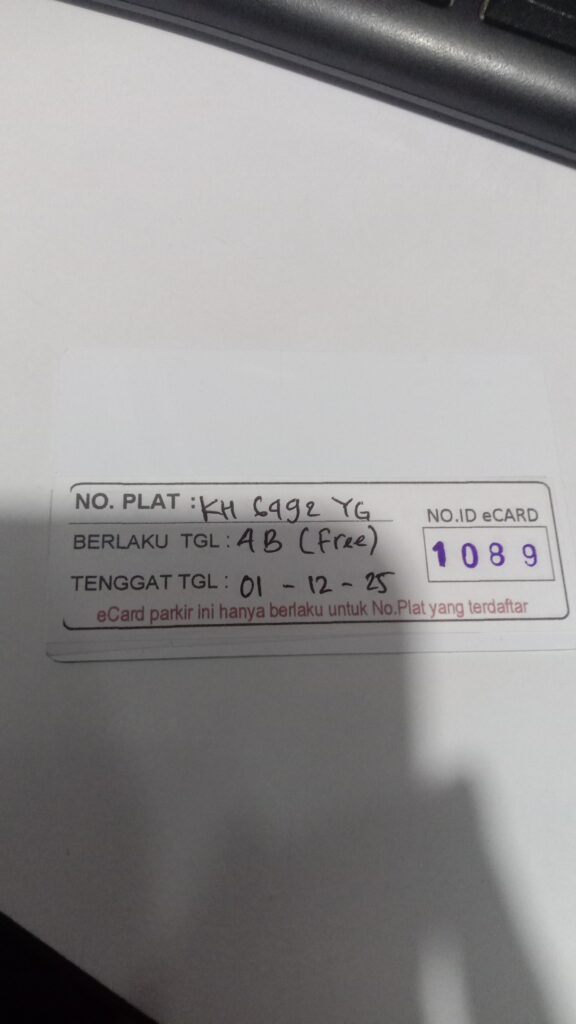 NO. PLAT : KH 6492 YG
NO.ID eCARD
BERLAKU TGL : 4B (free)
1089
TENGGAT TGL : 01 - 12 - 25
eCard parkir ini hanya berlaku untuk No.Plat yang terdaftar